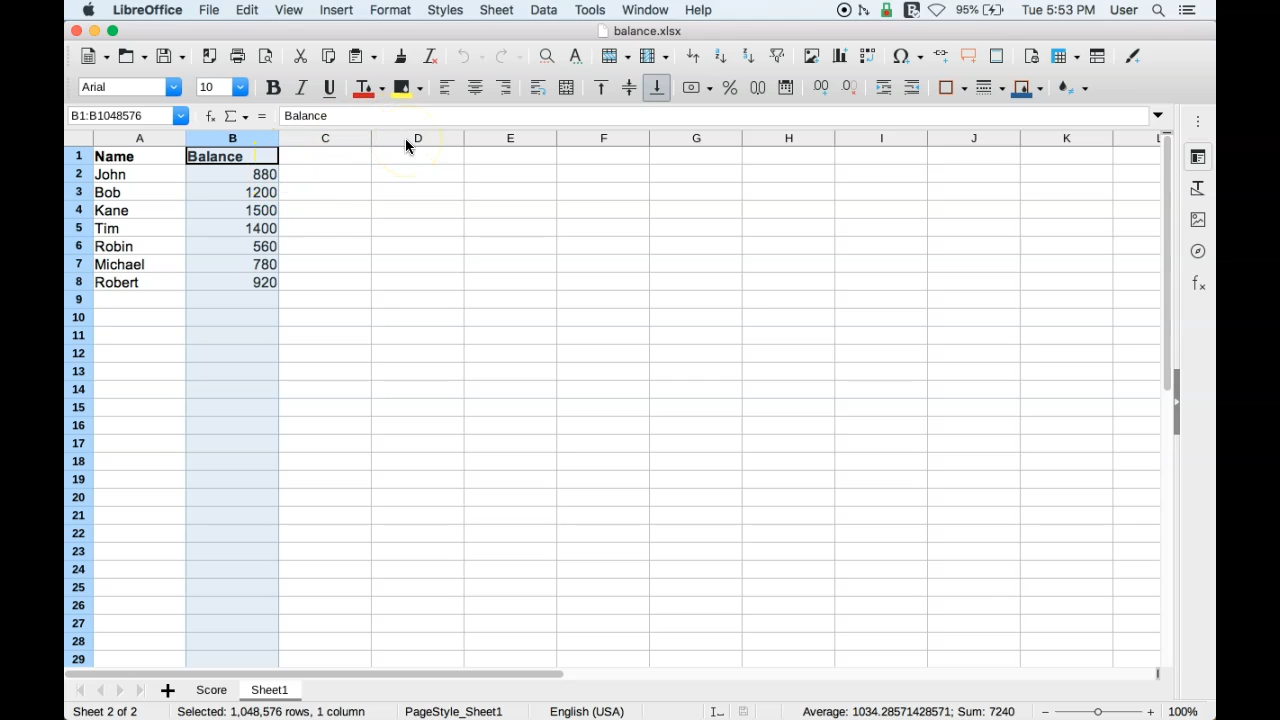 LibreOffice File Edit View Insert Format Styles Sheet Data Tools Window Help 95% Tue 5:53 PM User
balance.xlsx
Arial 10
B1:B1048576 Balance
A B C D E F G H I J K
1 Name Balance
2 John 880
3 Bob 1200
4 Kane 1500
5 Tim 1400
6 Robin 560
7 Michael 780
8 Robert 920
9
10
11
12
13
14
15
16
17
18
19
20
21
22
23
24
25
26
27
28
29
Score Sheet1
Sheet 2 of 2 Selected: 1,048,576 rows, 1 column PageStyle_Sheet1 English (USA) Average: 1034.28571428571; Sum: 7240 100%